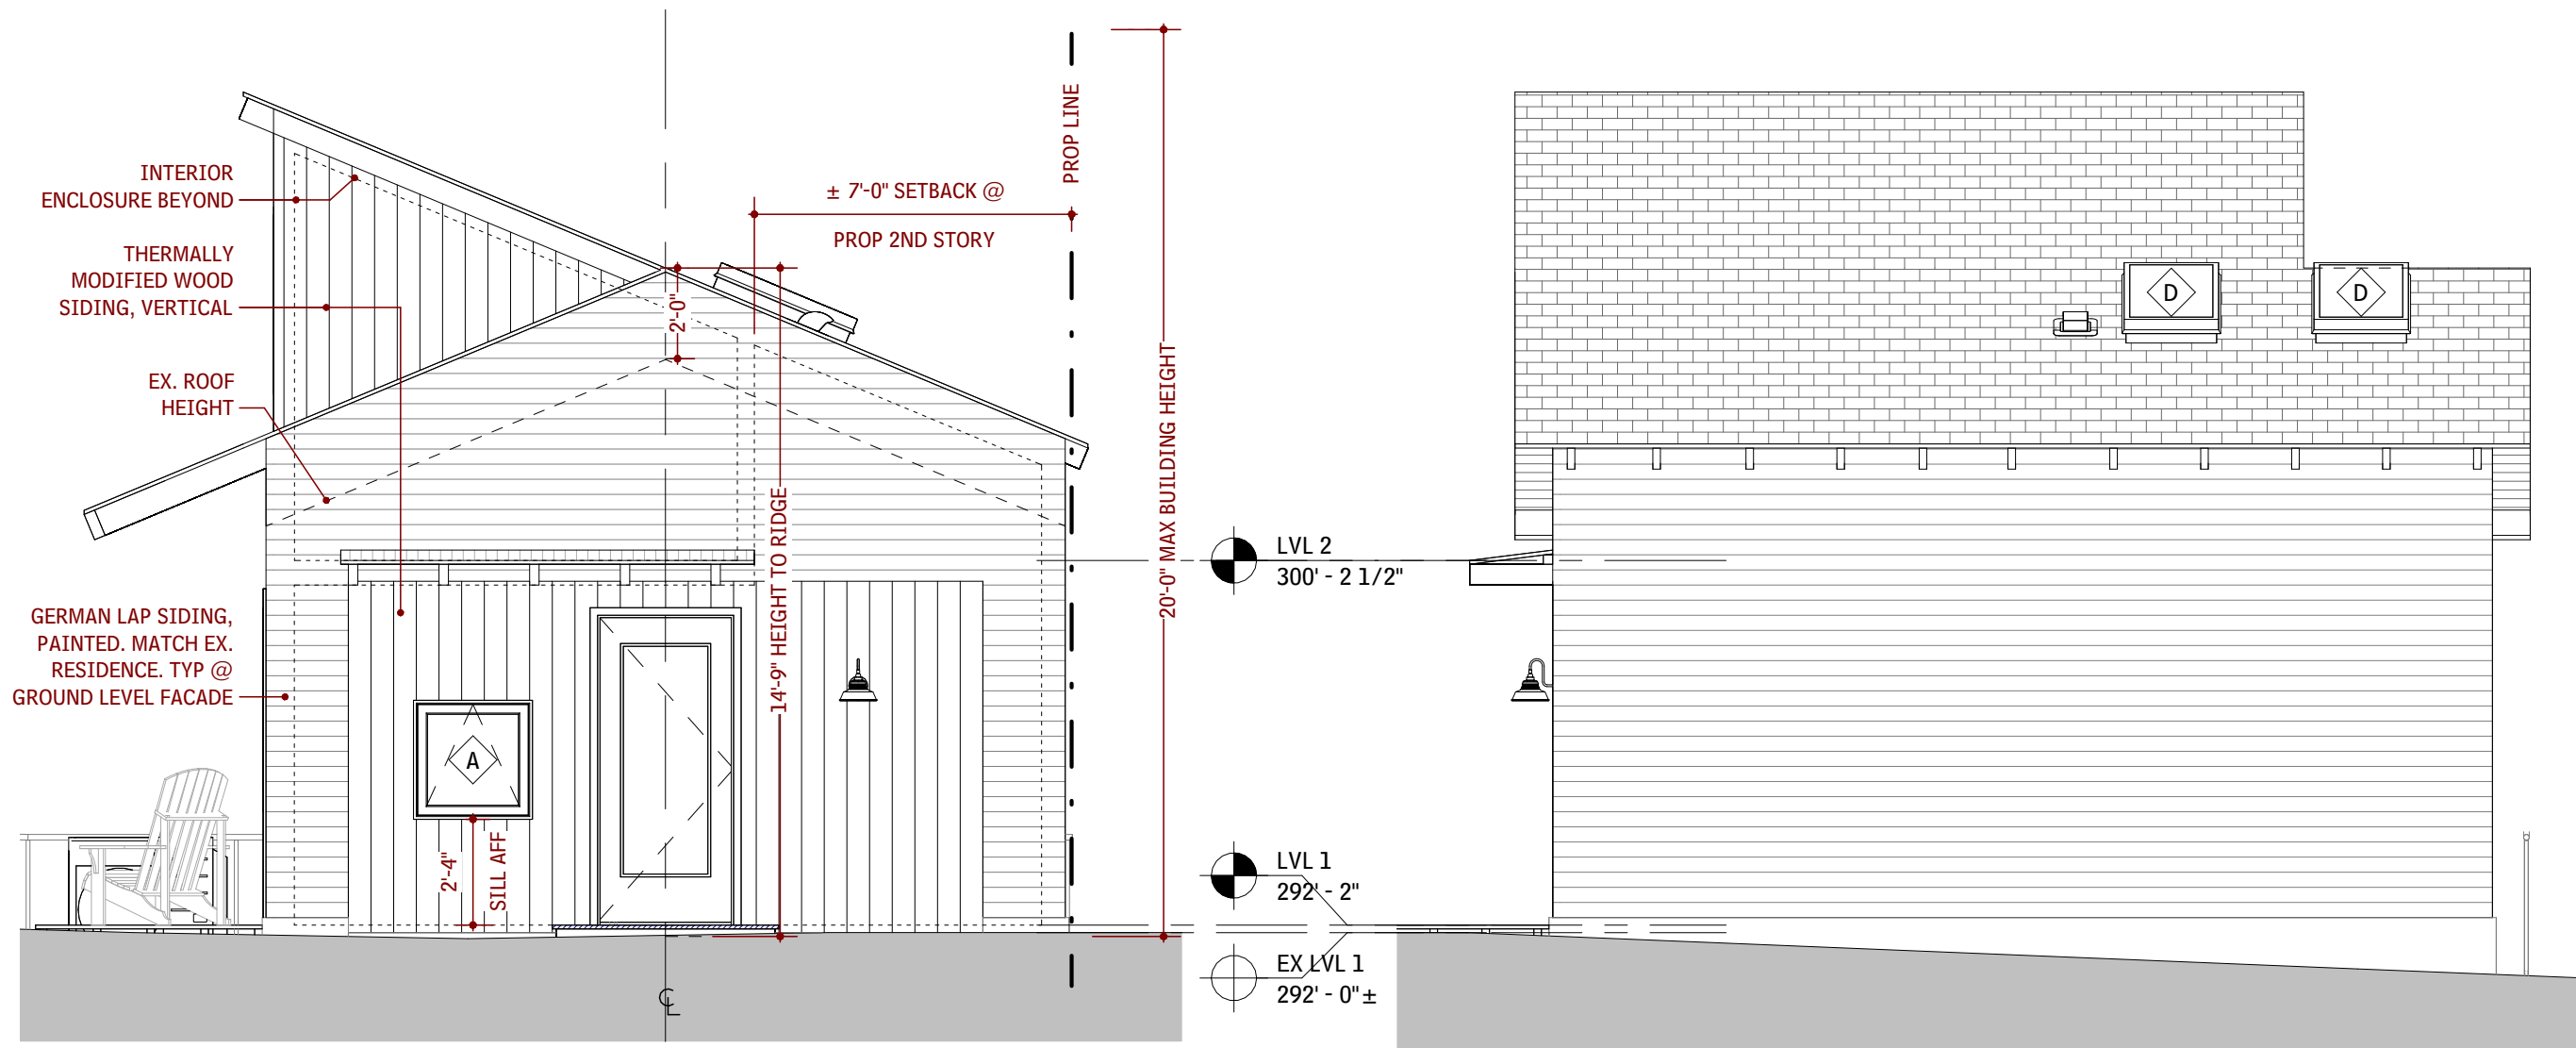 INTERIOR
ENCLOSURE BEYOND
THERMALLY
MODIFIED WOOD
SIDING, VERTICAL
EX. ROOF
HEIGHT
GERMAN LAP SIDING,
PAINTED. MATCH EX.
RESIDENCE. TYP @
GROUND LEVEL FACADE
± 7'-0" SETBACK @
PROP 2ND STORY
PROP LINE
2'-0"
14'-9" HEIGHT TO RIDGE
20'-0" MAX BUILDING HEIGHT
A
2'-4"
SILL AFF
CL
LVL 2
300' - 2 1/2"
LVL 1
292' - 2"
EX LVL 1
292' - 0"±
D
D